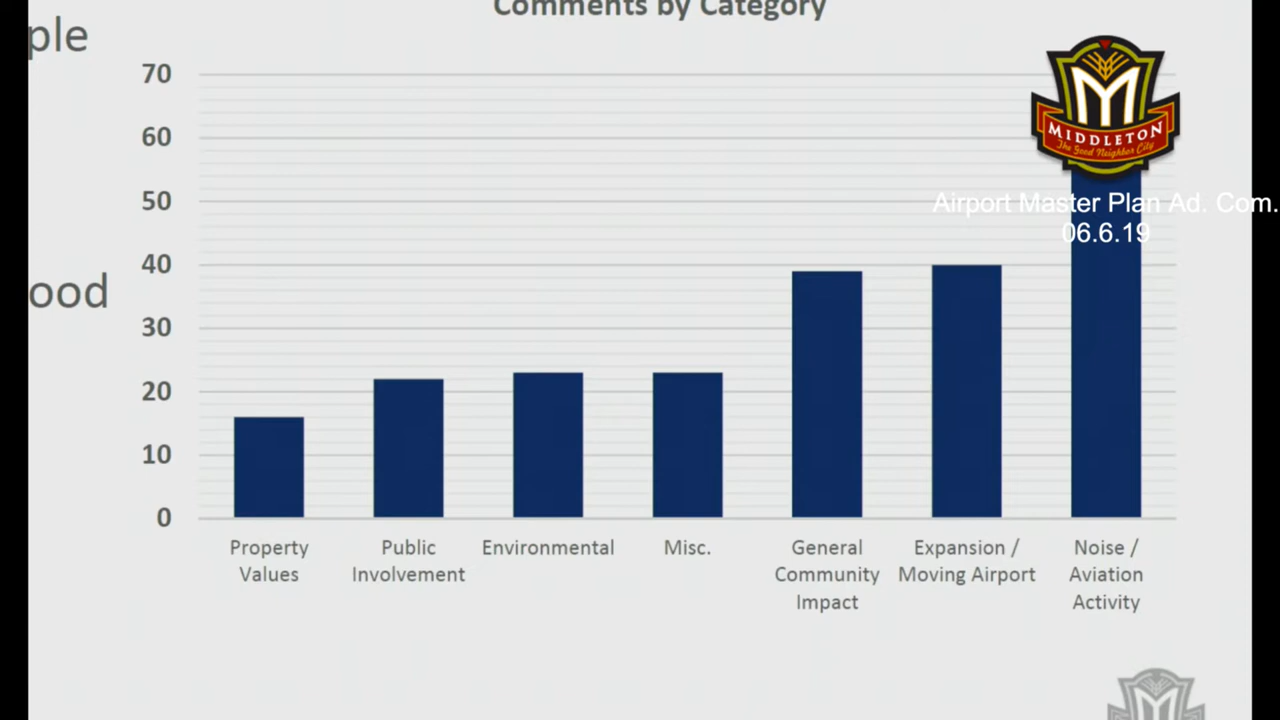 Comments by Category
ple
ood
70
60
50
40
30
20
10
0
Property
Values
Public
Involvement
Environmental
Misc.
General
Community
Impact
Expansion /
Moving Airport
Noise /
Aviation
Activity
M
MIDDLETON
The Good Neighbor City
Airport Master Plan Ad. Com.
06.6.19